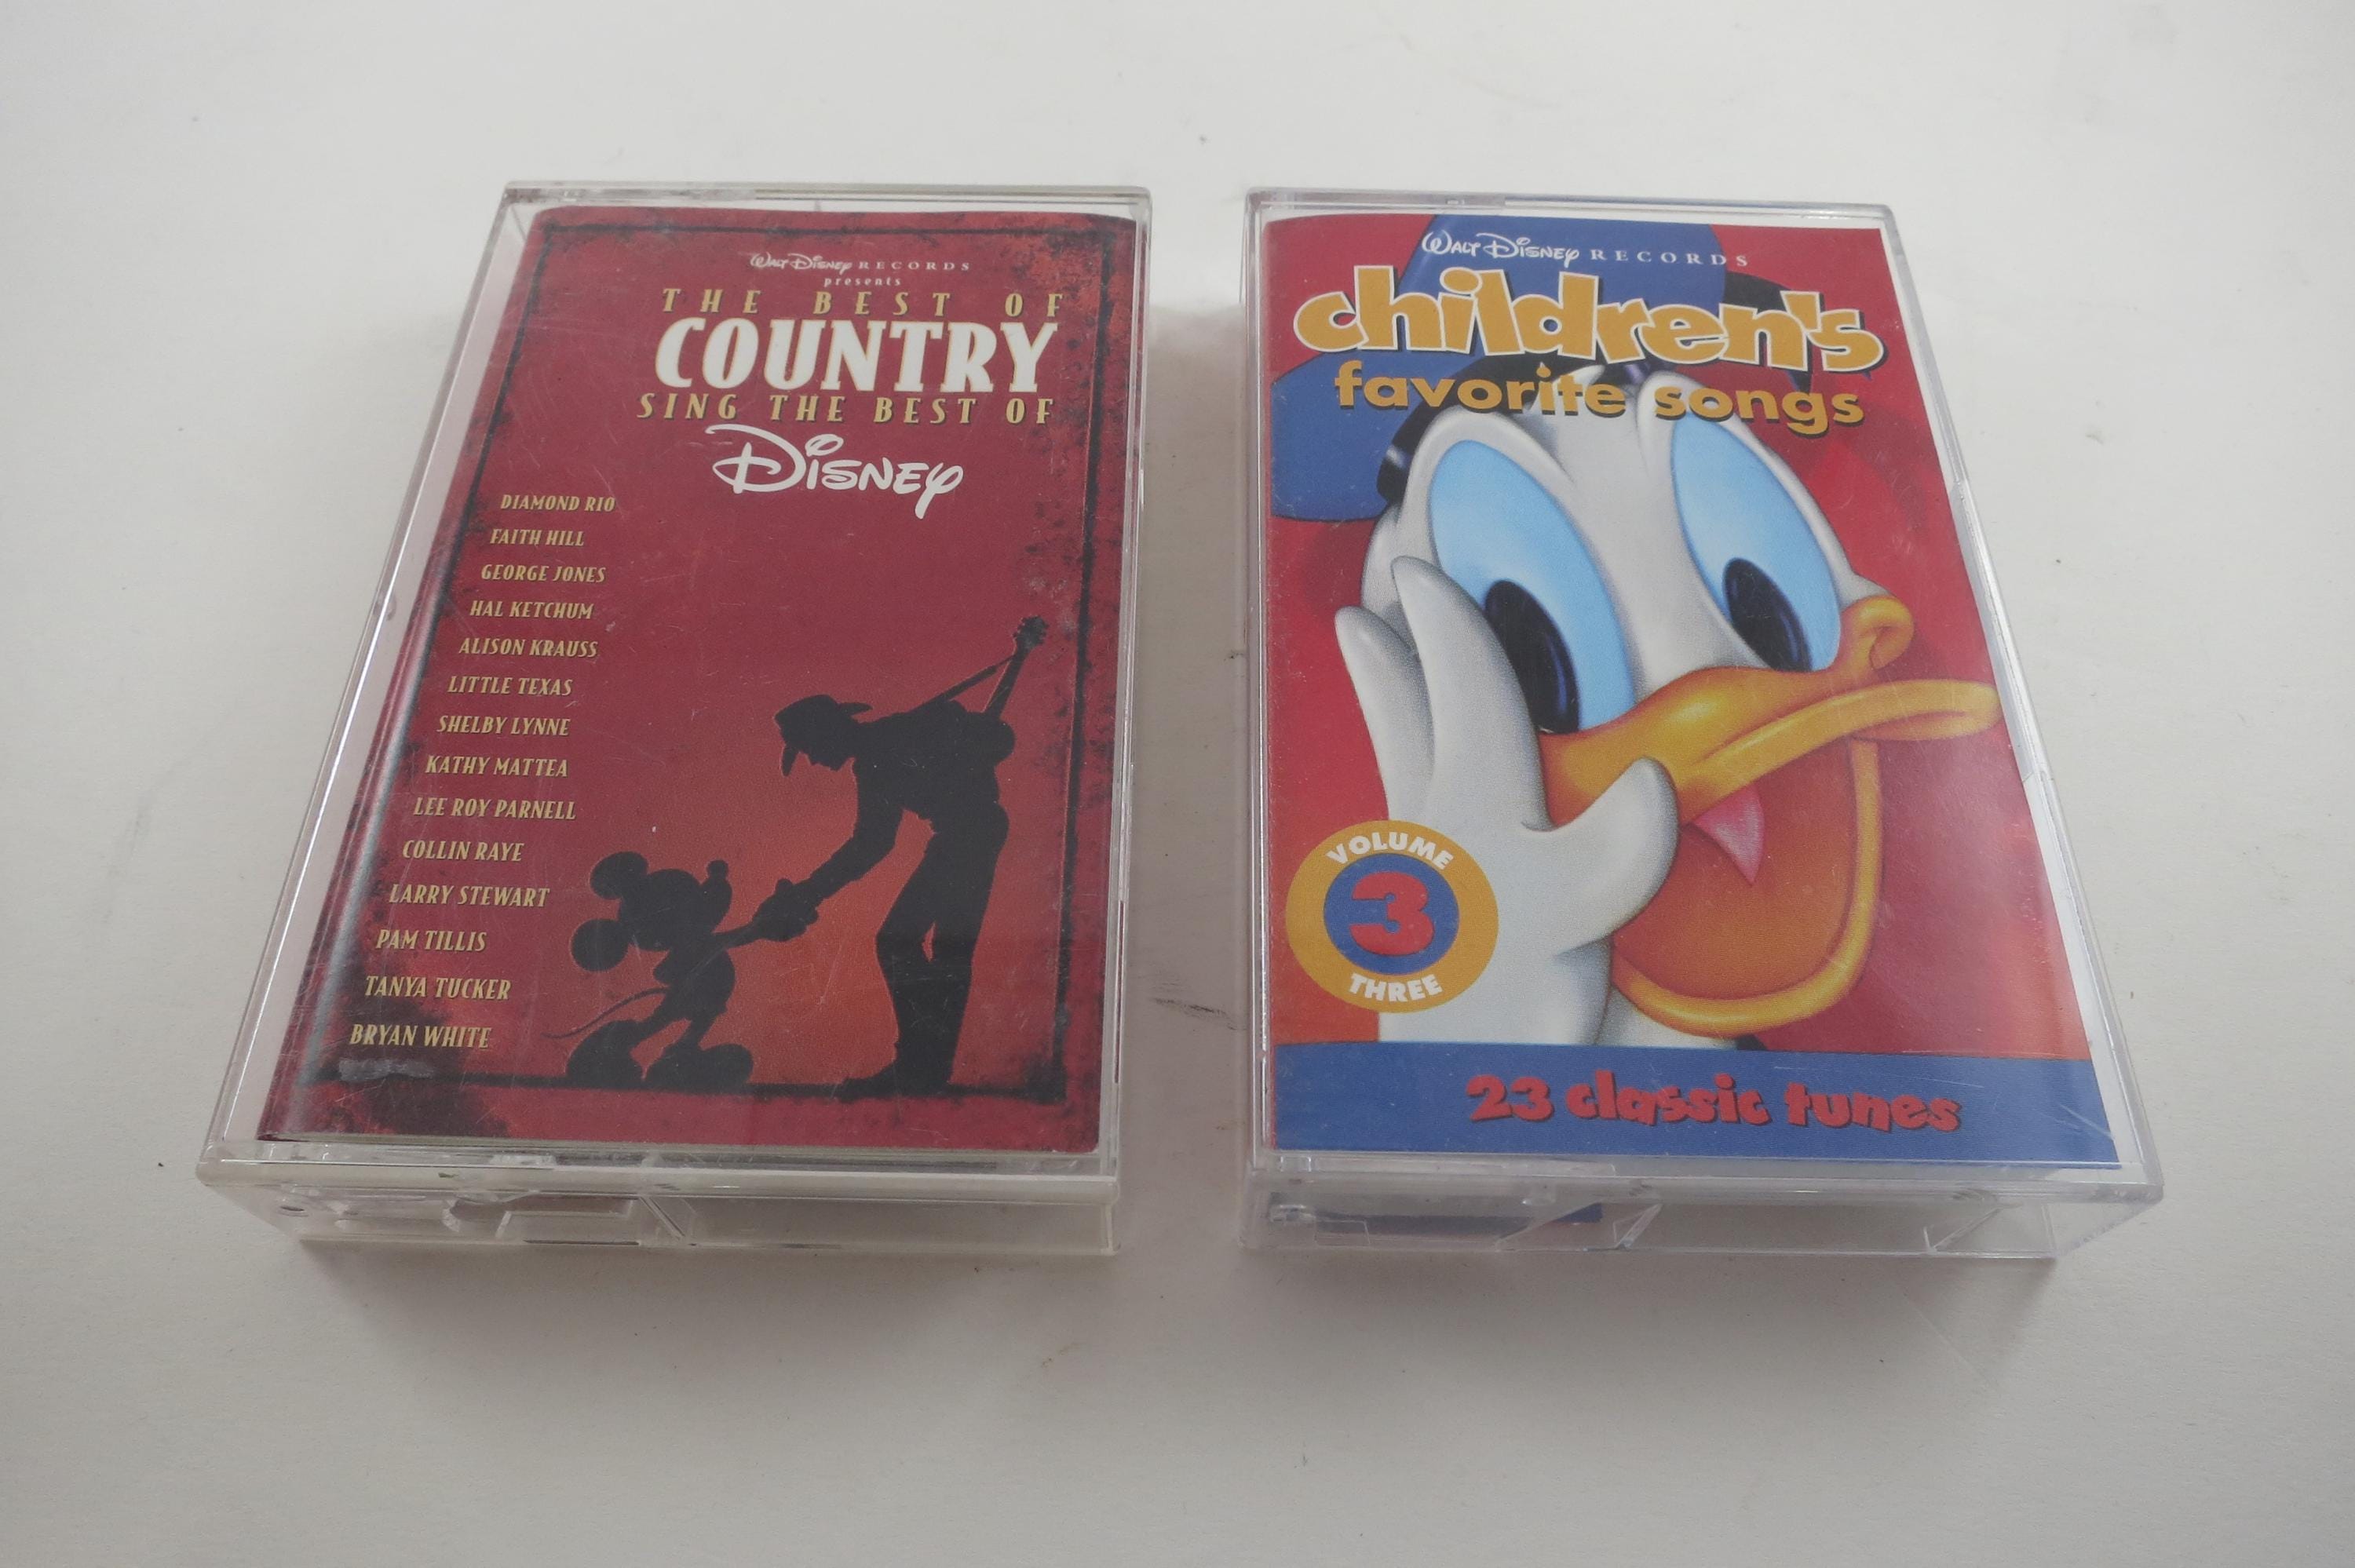 Walt Disney RECORDS
presents
THE BEST OF
COUNTRY
SING THE BEST OF
Disney
DIAMOND RIO
FAITH HILL
GEORGE JONES
HAL KETCHUM
ALISON KRAUSS
LITTLE TEXAS
SHELBY LYNNE
KATHY MATTEA
LEE ROY PARNELL
COLLIN RAYE
LARRY STEWART
PAM TILLIS
TANYA TUCKER
BRYAN WHITE
Walt Disney RECORDS
children's
favorite songs
VOLUME
3
THREE
23 classic tunes